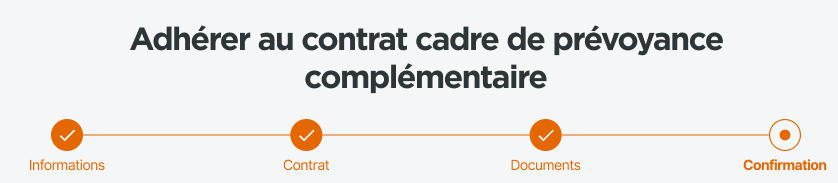 Adhérer au contrat cadre de prévoyance
complémentaire
Informations
Contrat
Documents
Confirmation